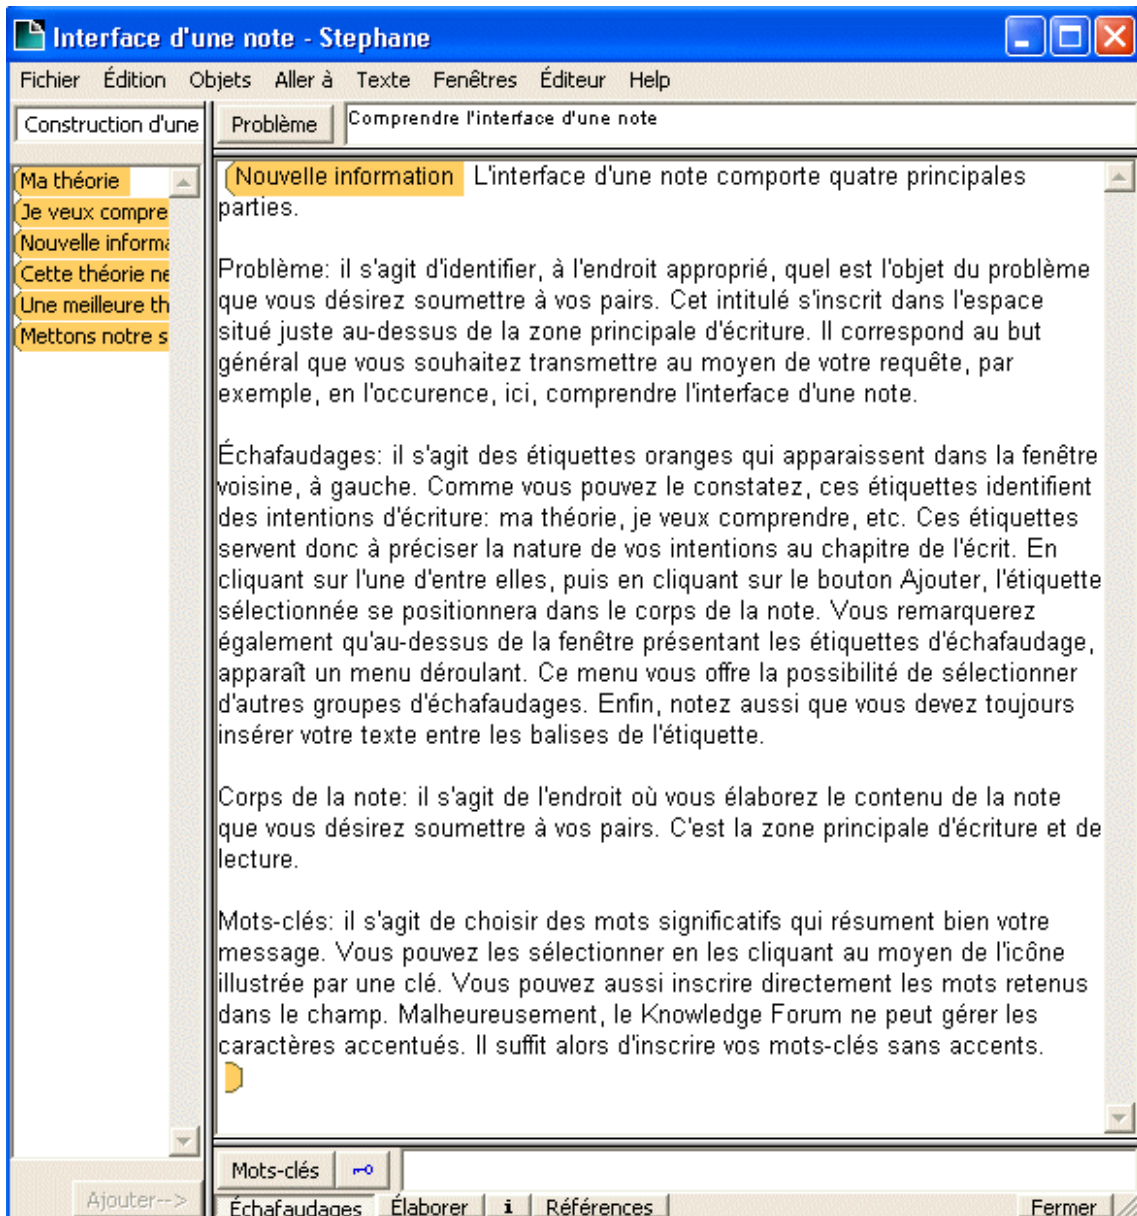 Interface d'une note - Stephane
Fichier Édition Objets Aller à Texte Fenêtres Éditeur Help
Construction d'une
Problème
Comprendre l'interface d'une note
Ma théorie
Je veux compre
Nouvelle informa
Cette théorie ne
Une meilleure th
Mettons notre s
Nouvelle information L'interface d'une note comporte quatre principales
parties.
Problème: il s'agit d'identifier, à l'endroit approprié, quel est l'objet du problème
que vous désirez soumettre à vos pairs. Cet intitulé s'inscrit dans l'espace
situé juste au-dessus de la zone principale d'écriture. Il correspond au but
général que vous souhaitez transmettre au moyen de votre requête, par
exemple, en l'occurence, ici, comprendre l'interface d'une note.
Échafaudages: il s'agit des étiquettes oranges qui apparaissent dans la fenêtre
voisine, à gauche. Comme vous pouvez le constatez, ces étiquettes identifient
des intentions d'écriture: ma théorie, je veux comprendre, etc. Ces étiquettes
servent donc à préciser la nature de vos intentions au chapitre de l'écrit. En
cliquant sur l'une d'entre elles, puis en cliquant sur le bouton Ajouter, l'étiquette
sélectionnée se positionnera dans le corps de la note. Vous remarquerez
également qu'au-dessus de la fenêtre présentant les étiquettes d'échafaudage,
apparaît un menu déroulant. Ce menu vous offre la possibilité de sélectionner
d'autres groupes d'échafaudages. Enfin, notez aussi que vous devez toujours
insérer votre texte entre les balises de l'étiquette.
Corps de la note: il s'agit de l'endroit où vous élaborez le contenu de la note
que vous désirez soumettre à vos pairs. C'est la zone principale d'écriture et de
lecture.
Mots-clés: il s'agit de choisir des mots significatifs qui résument bien votre
message. Vous pouvez les sélectionner en les cliquant au moyen de l'icône
illustrée par une clé. Vous pouvez aussi inscrire directement les mots retenus
dans le champ. Malheureusement, le Knowledge Forum ne peut gérer les
caractères accentués. Il suffit alors d'inscrire vos mots-clés sans accents.
Mots-clés
Ajouter-->
Échafaudages Élaborer i Références Fermer